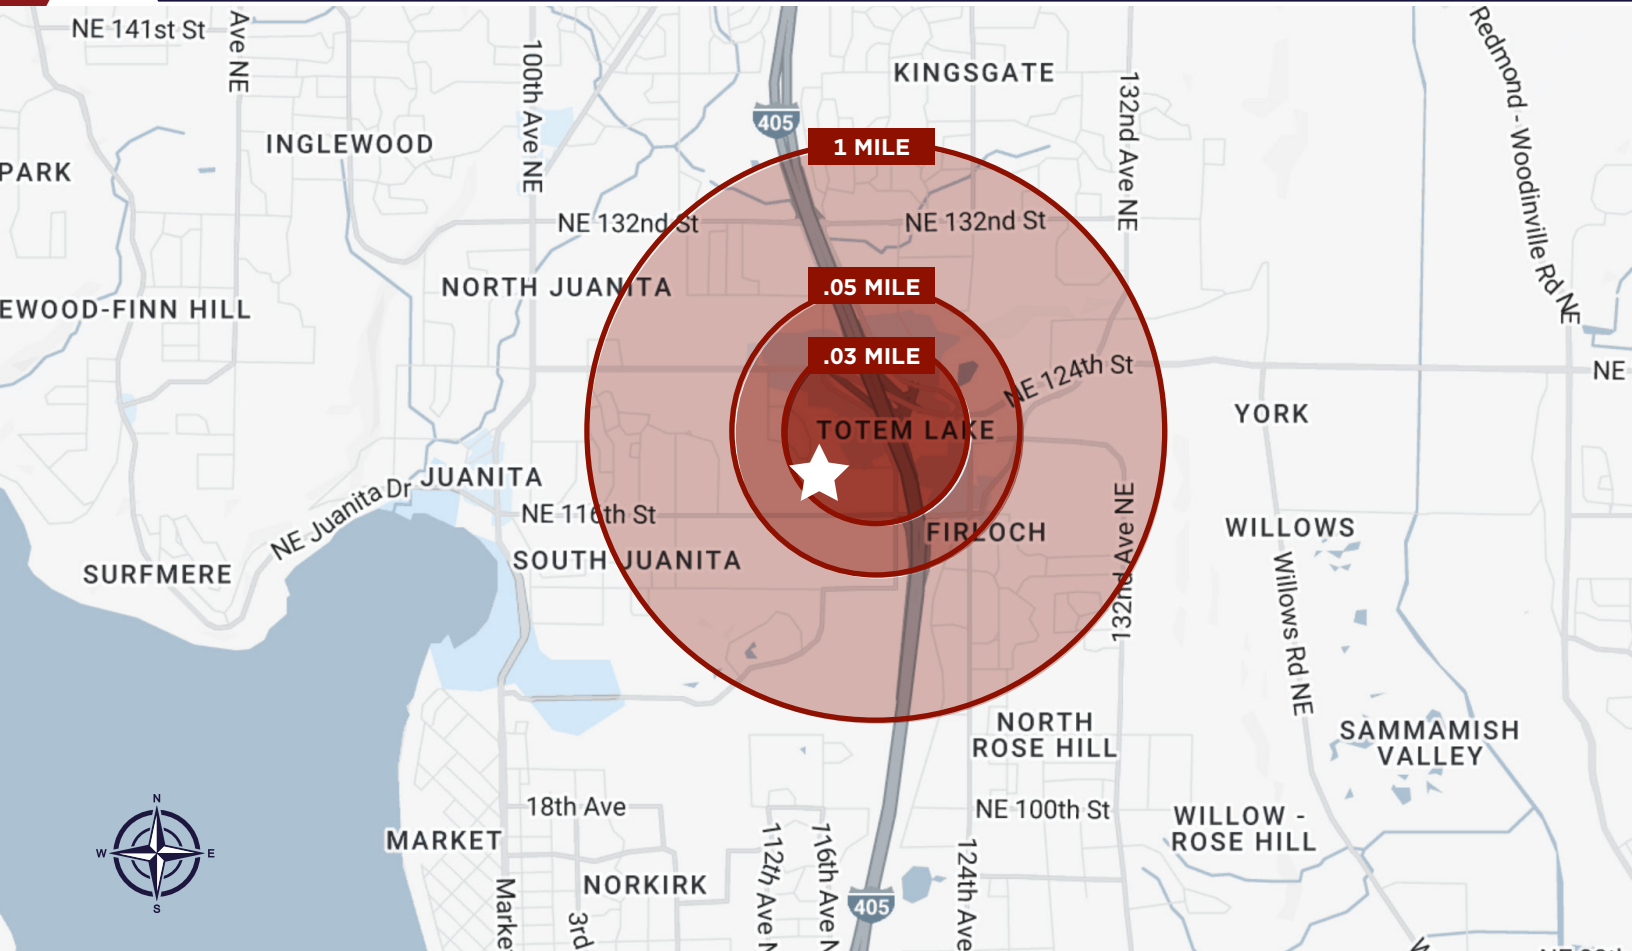 NE 141st St
Ave NE
100th Ave NE
KINGSGATE
132nd Ave NE
Redmond - Woodinville Rd NE
405
1 MILE
INGLEWOOD
PARK
NE 132nd St
NE 132nd St
NORTH JUANITA
.05 MILE
EWOOD-FINN HILL
.03 MILE
NE 124th St
NE
YORK
TOTEM LAKE
JUANITA
NE Juanita Dr
NE 116th St
FIRLOCH
132nd Ave NE
WILLOWS
SOUTH JUANITA
SURFMERE
Willows Rd NE
NORTH
ROSE HILL
SAMMAMISH
VALLEY
18th Ave
NE 100th St
WILLOW -
ROSE HILL
N
W
E
S
MARKET
NORKIRK
Marke
3rd
112th Ave N
116th Ave N
405
124th Ave